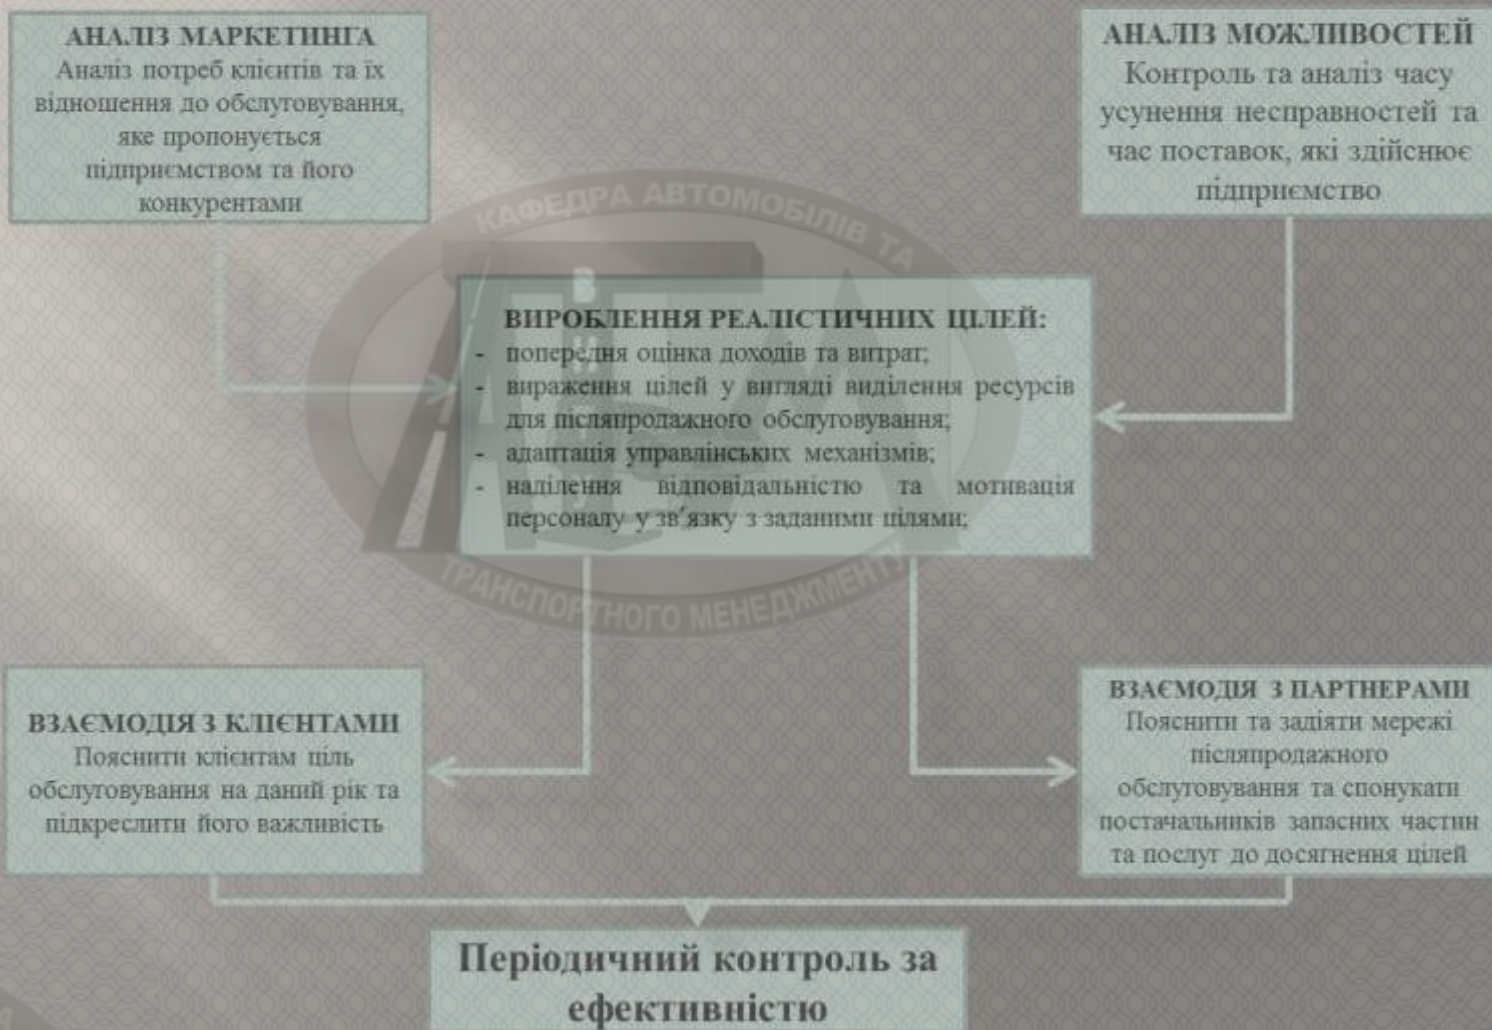 АНАЛІЗ МАРКЕТИНГА
Аналіз потреб клієнтів та їх
відношення до обслуговування,
яке пропонується
підприємством та його
конкурентами
АНАЛІЗ МОЖЛИВОСТЕЙ
Контроль та аналіз часу
усунення несправностей та
час поставок, які здійснює
підприємство
КАФЕДРА АВТОМОБІЛІВ ТА
ВИРОБЛЕННЯ РЕАЛІСТИЧНИХ ЦІЛЕЙ:
- попередня оцінка доходів та витрат;
- вираження цілей у вигляді виділення ресурсів
для післяпродажного обслуговування;
- адаптація управлінських механізмів;
- наділення відповідальністю та мотивація
персоналу у зв'язку з заданими цілями;
ТРАНСПОРТНОГО МЕНЕДЖМЕНТУ
ВЗАЄМОДІЯ З КЛІЄНТАМИ
Пояснити клієнтам ціль
обслуговування на даний рік та
підкреслити його важливість
ВЗАЄМОДІЯ З ПАРТНЕРАМИ
Пояснити та задіяти мережі
післяпродажного
обслуговування та спонукати
постачальників запасних частин
та послуг до досягнення цілей
Періодичний контроль за
ефективністю